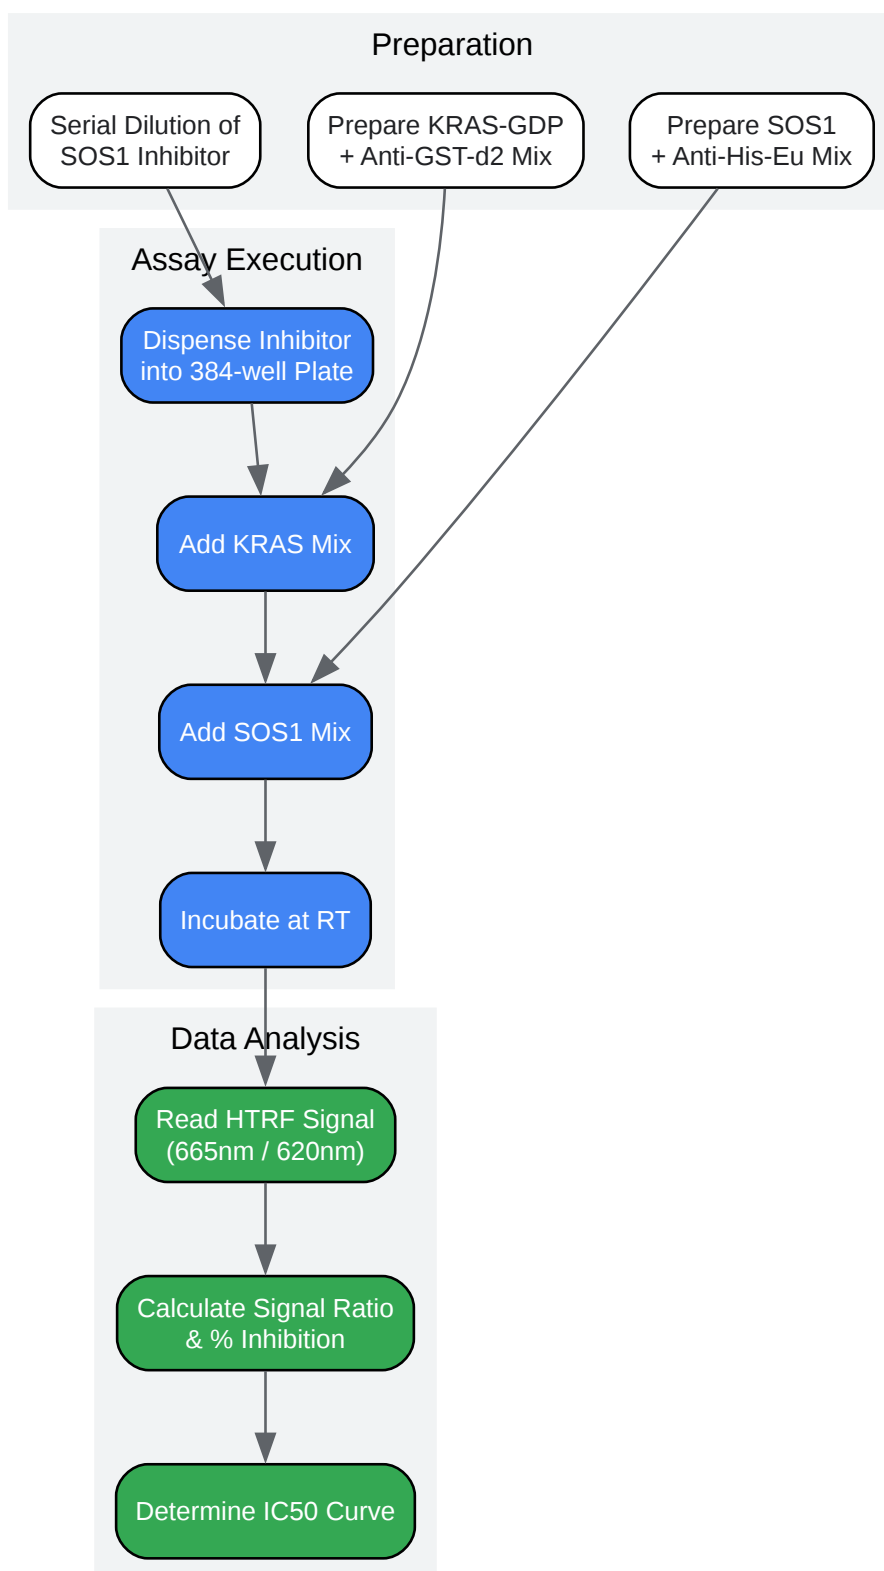 Preparation
Serial Dilution of
SOS1 Inhibitor
Prepare KRAS-GDP
+ Anti-GST-d2 Mix
Prepare SOS1
+ Anti-His-Eu Mix
Assay Execution
Dispense Inhibitor
into 384-well Plate
Add KRAS Mix
Add SOS1 Mix
Incubate at RT
Data Analysis
Read HTRF Signal
(665nm / 620nm)
Calculate Signal Ratio
& % Inhibition
Determine IC50 Curve